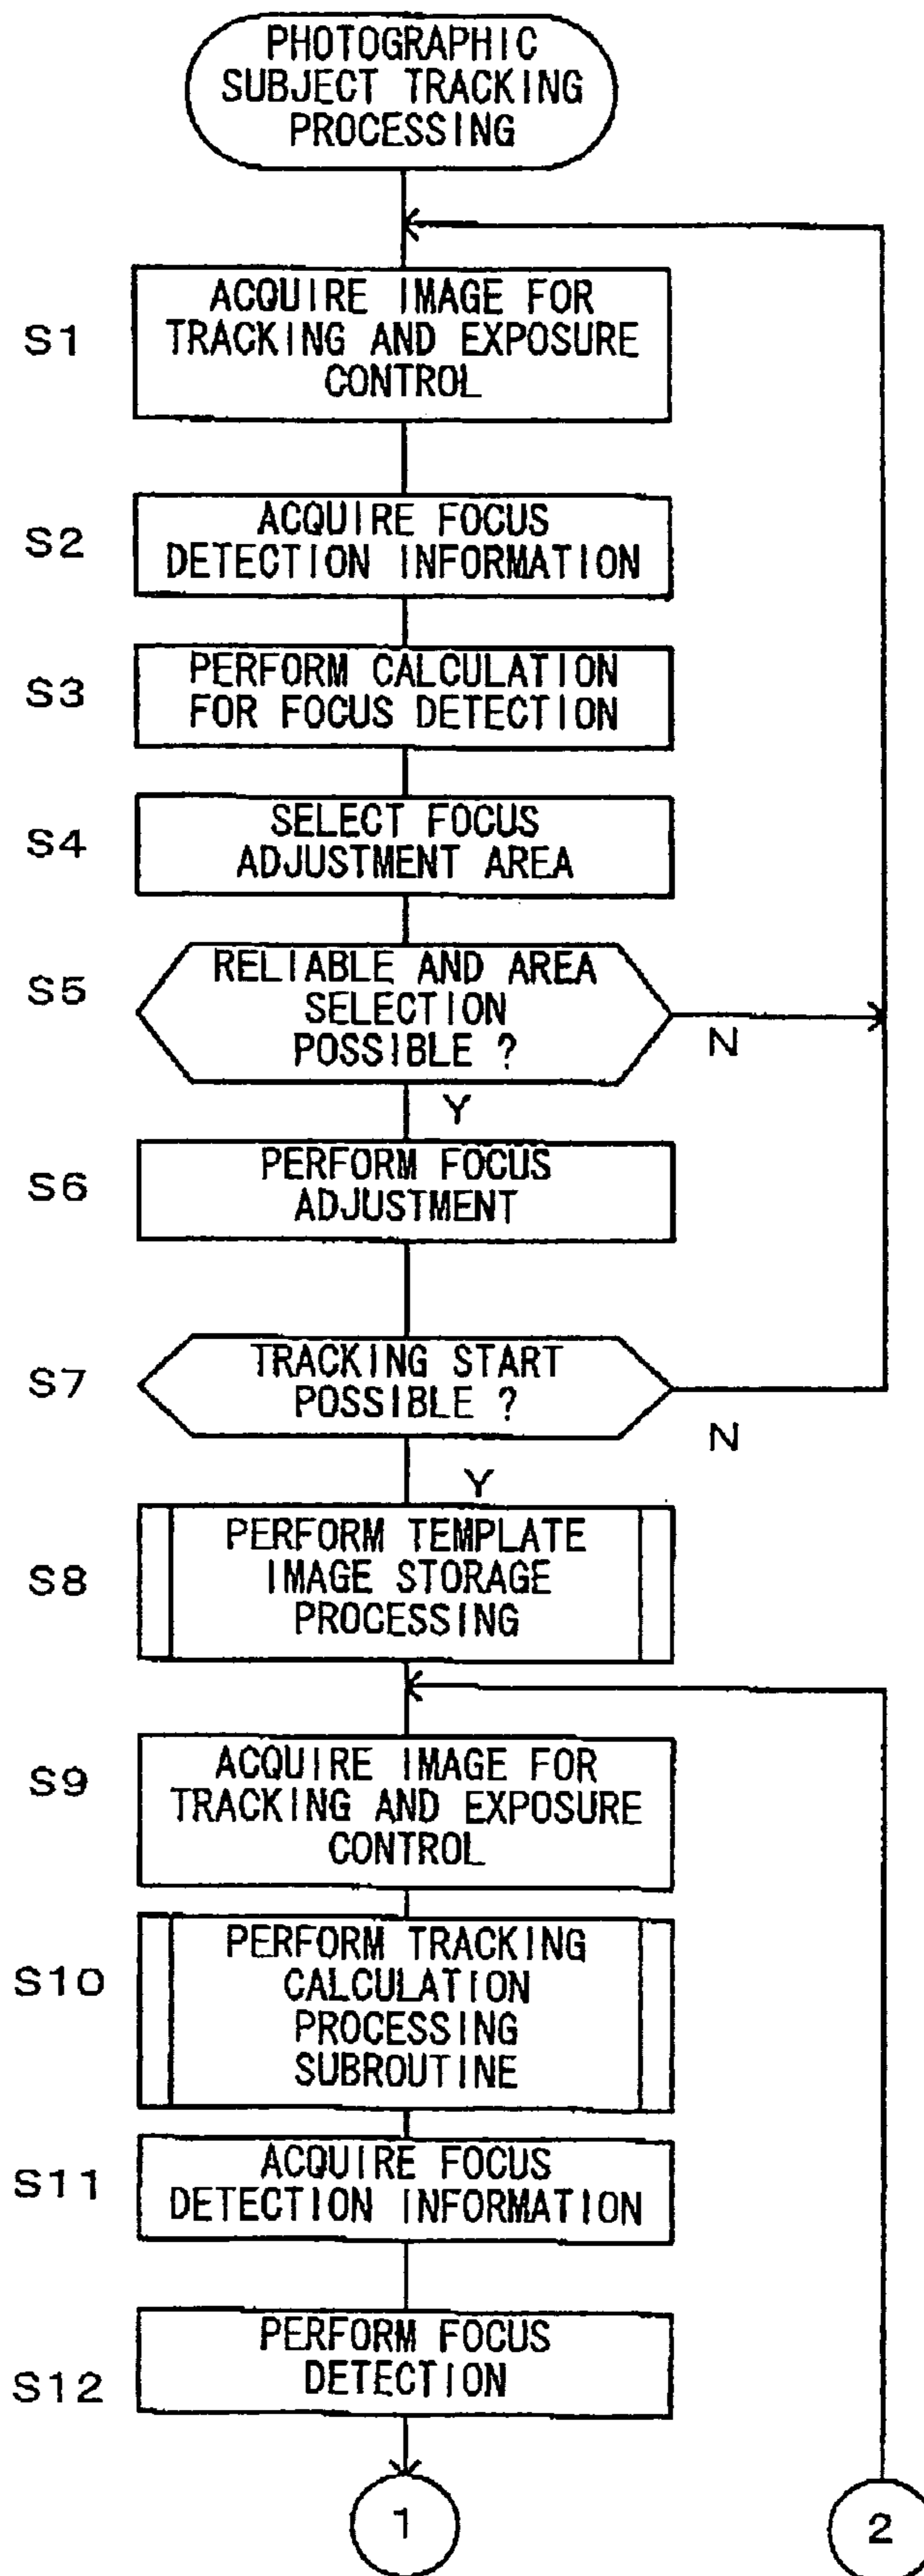 PHOTOGRAPHIC
SUBJECT TRACKING
PROCESSING
S1
ACQUIRE IMAGE FOR
TRACKING AND EXPOSURE
CONTROL
S2
ACQUIRE FOCUS
DETECTION INFORMATION
S3
PERFORM CALCULATION
FOR FOCUS DETECTION
S4
SELECT FOCUS
ADJUSTMENT AREA
S5
RELIABLE AND AREA
SELECTION
POSSIBLE ?
N
Y
S6
PERFORM FOCUS
ADJUSTMENT
S7
TRACKING START
POSSIBLE ?
N
Y
S8
PERFORM TEMPLATE
IMAGE STORAGE
PROCESSING
S9
ACQUIRE IMAGE FOR
TRACKING AND EXPOSURE
CONTROL
S10
PERFORM TRACKING
CALCULATION
PROCESSING
SUBROUTINE
S11
ACQUIRE FOCUS
DETECTION INFORMATION
S12
PERFORM FOCUS
DETECTION
1
2